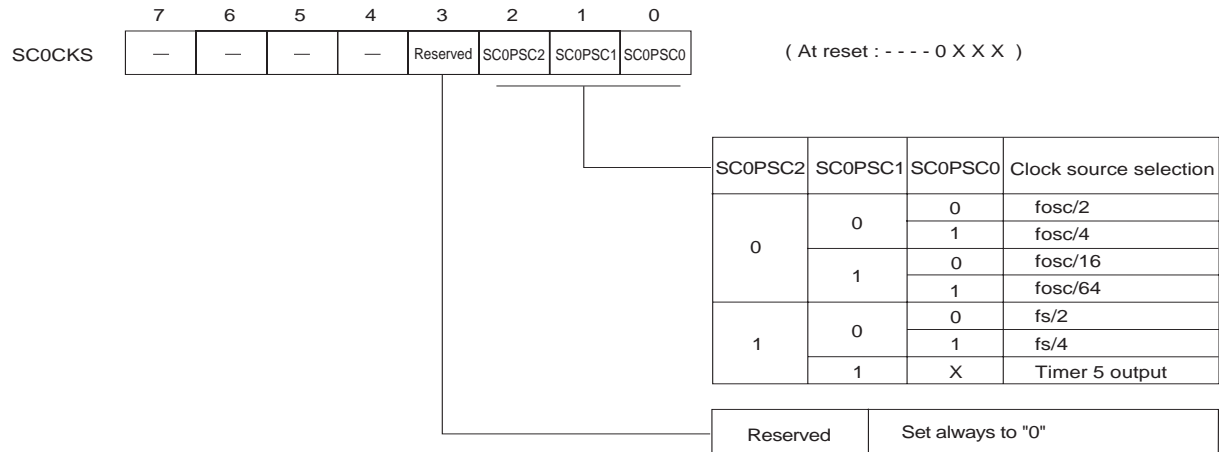 7 6 5 4 3 2 1 0
SC0CKS — — — — Reserved SC0PSC2 SC0PSC1 SC0PSC0 ( At reset : - - - - 0 X X X )
SC0PSC2 SC0PSC1 SC0PSC0 Clock source selection
0 0 0 fosc/2
1 fosc/4
1 0 fosc/16
1 fosc/64
1 0 0 fs/2
1 fs/4
1 X Timer 5 output
Reserved Set always to "0"